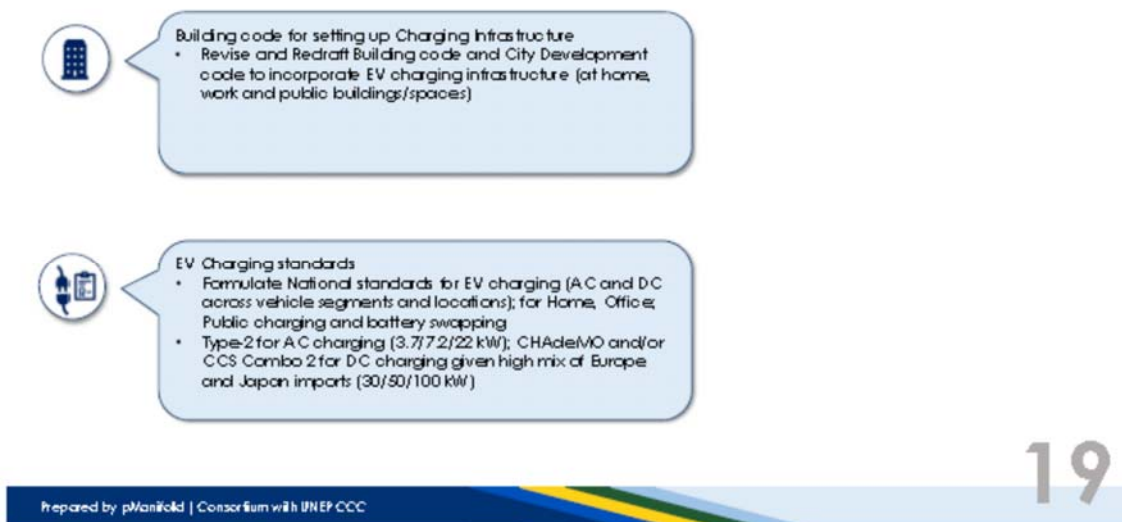 Building code for setting up Charging Infrastructure
• Revise and Redraft Building code and City Development
code to incorporate EV charging infrastructure (at home,
work and public buildings/spaces)
EV Charging standards
• Formulate National standards for EV charging (AC and DC
across vehicle segments and locations); for Home, Office;
Public charging and battery swapping
• Type-2 for AC charging (3.7/7.2/22 kW); CHAdeMO and/or
CCS Combo 2 for DC charging given high mix of Europe
and Japan imports (30/50/100 kW)
19
Prepared by pManifold | Consortium with UNEP CCC